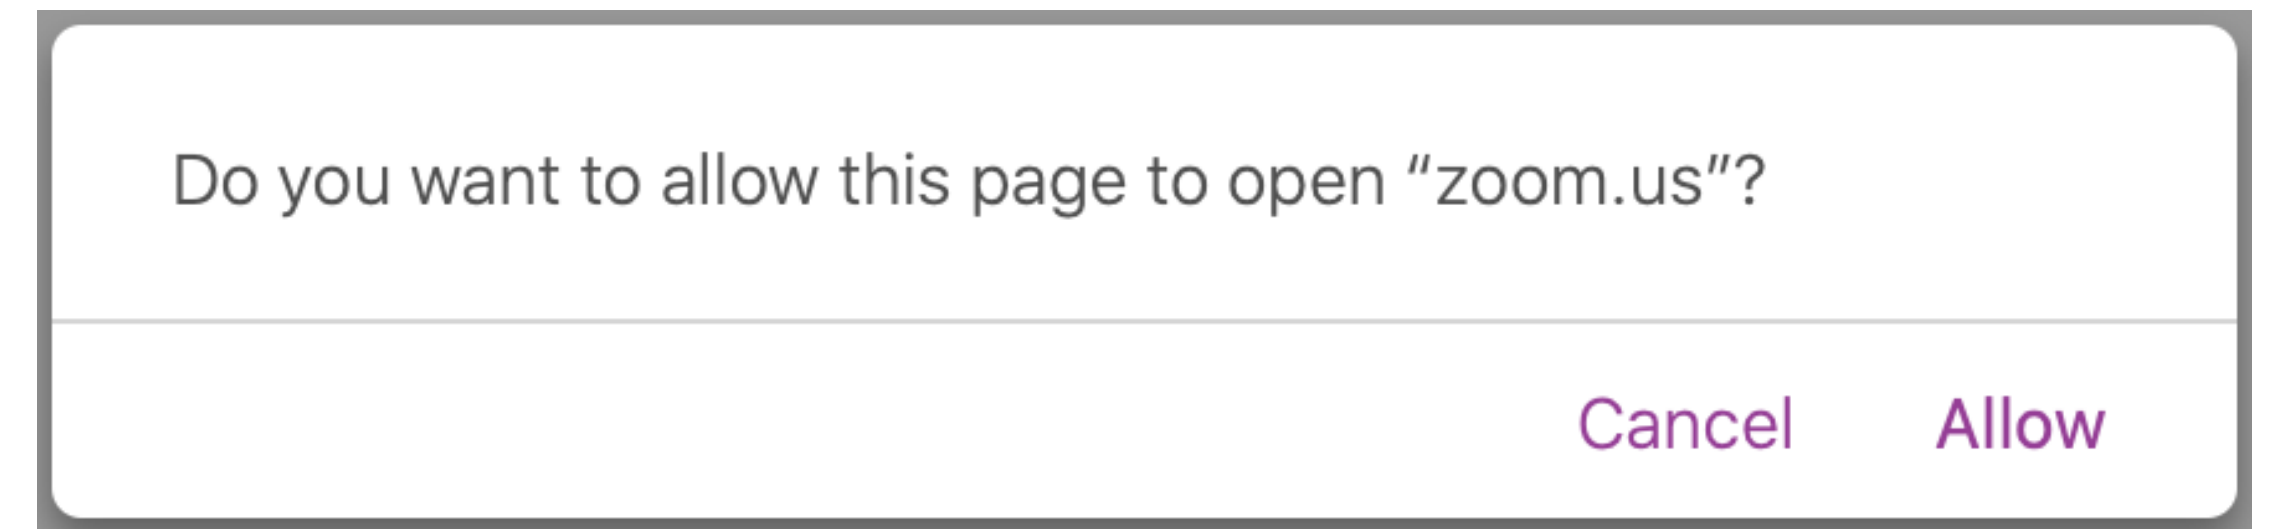 Do you want to allow this page to open “zoom.us”?
Cancel Allow